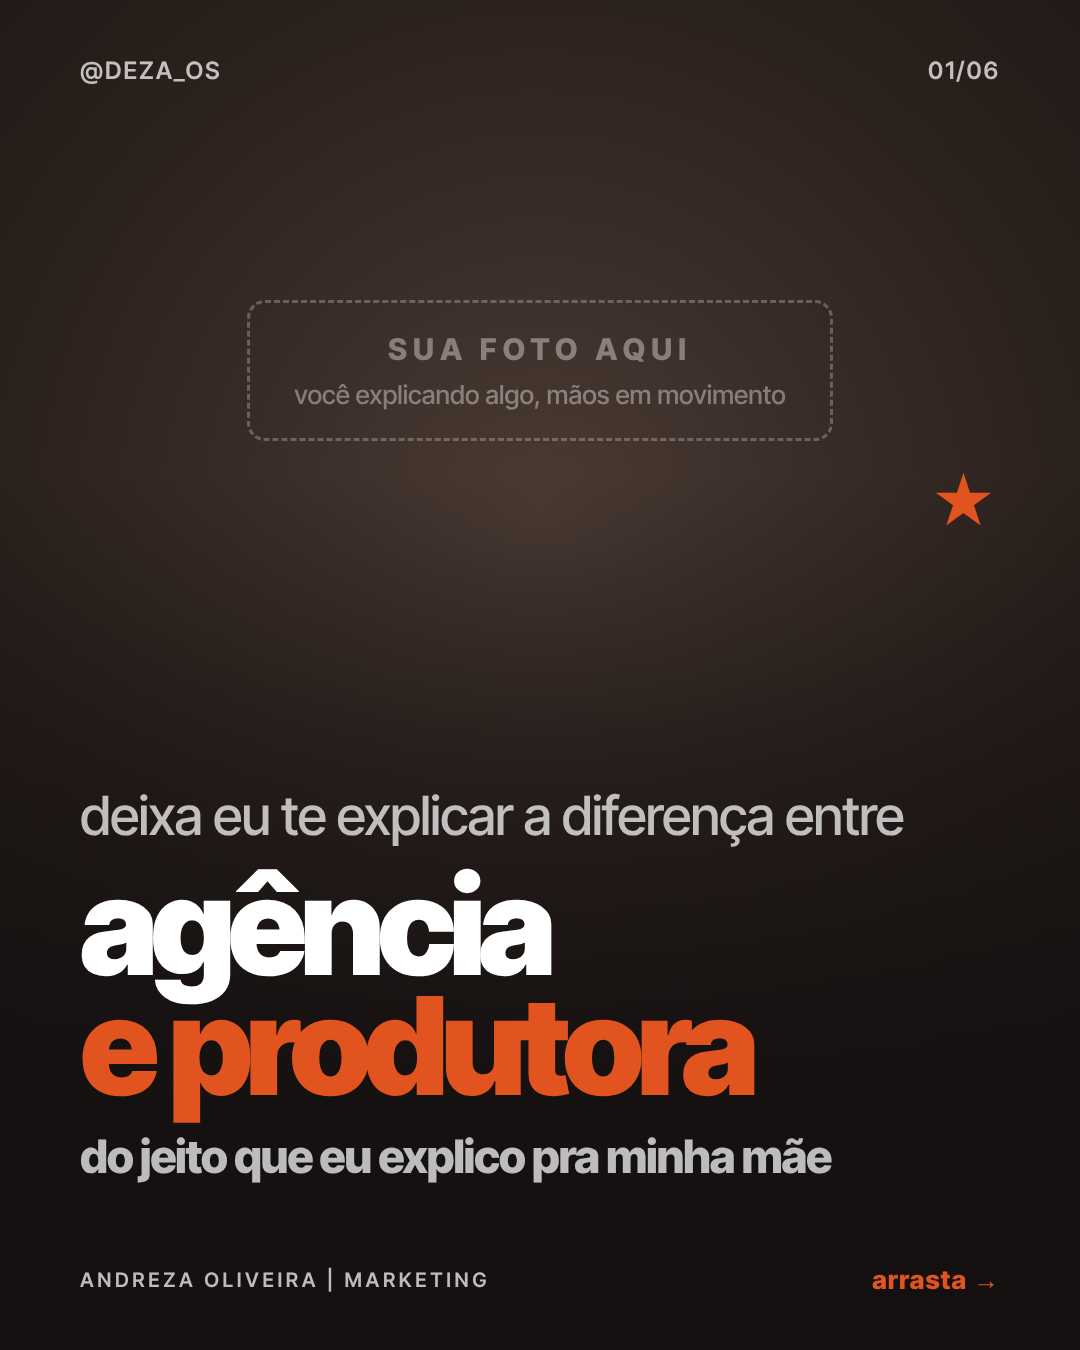 @DEZA_OS
01/06
SUA FOTO AQUI
você explicando algo, mãos em movimento
deixa eu te explicar a diferença entre
agência
e produtora
do jeito que eu explico pra minha mãe
ANDREZA OLIVEIRA | MARKETING
arrasta →